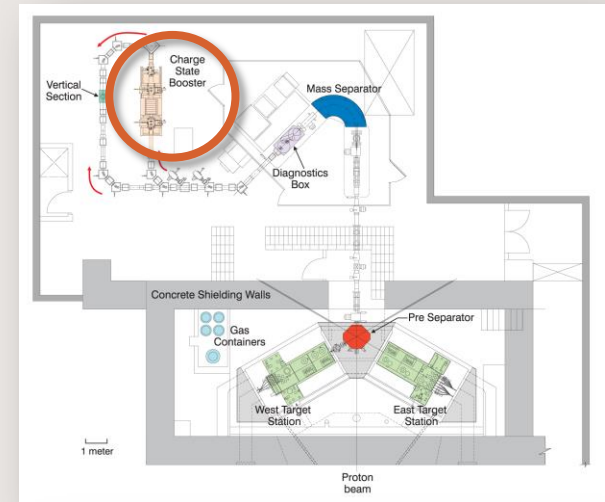 Charge
State
Booster
Vertical
Section
Mass Separator
Diagnostics
Box
Concrete Shielding Walls
Gas
Containers
Pre Separator
West Target
Station
East Target
Station
1 meter
Proton
beam